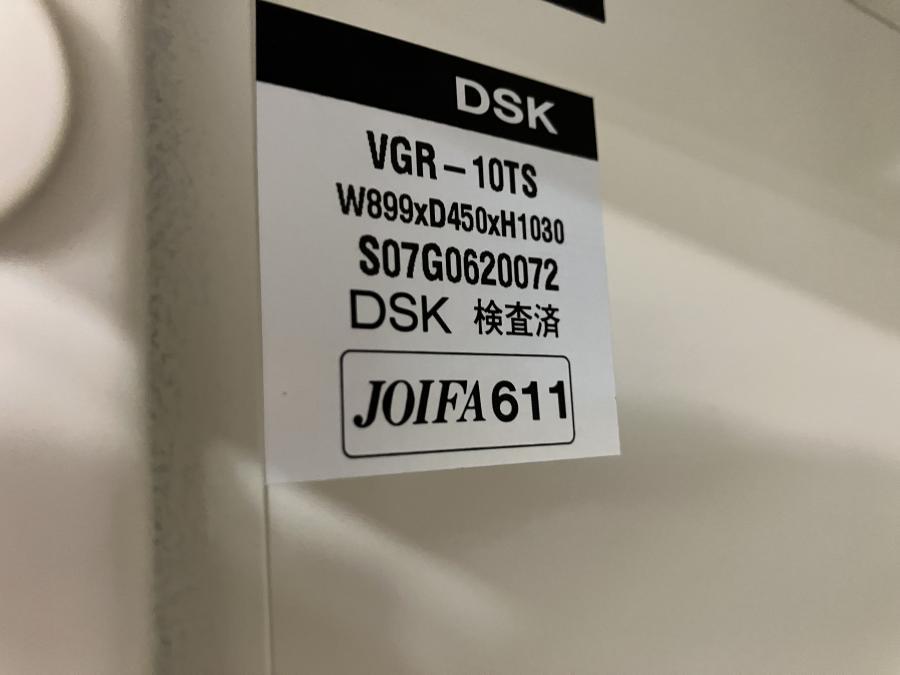 DSK
VGR-10TS
W899xD450xH1030
S07G0620072
DSK 検査済
JOIFA611